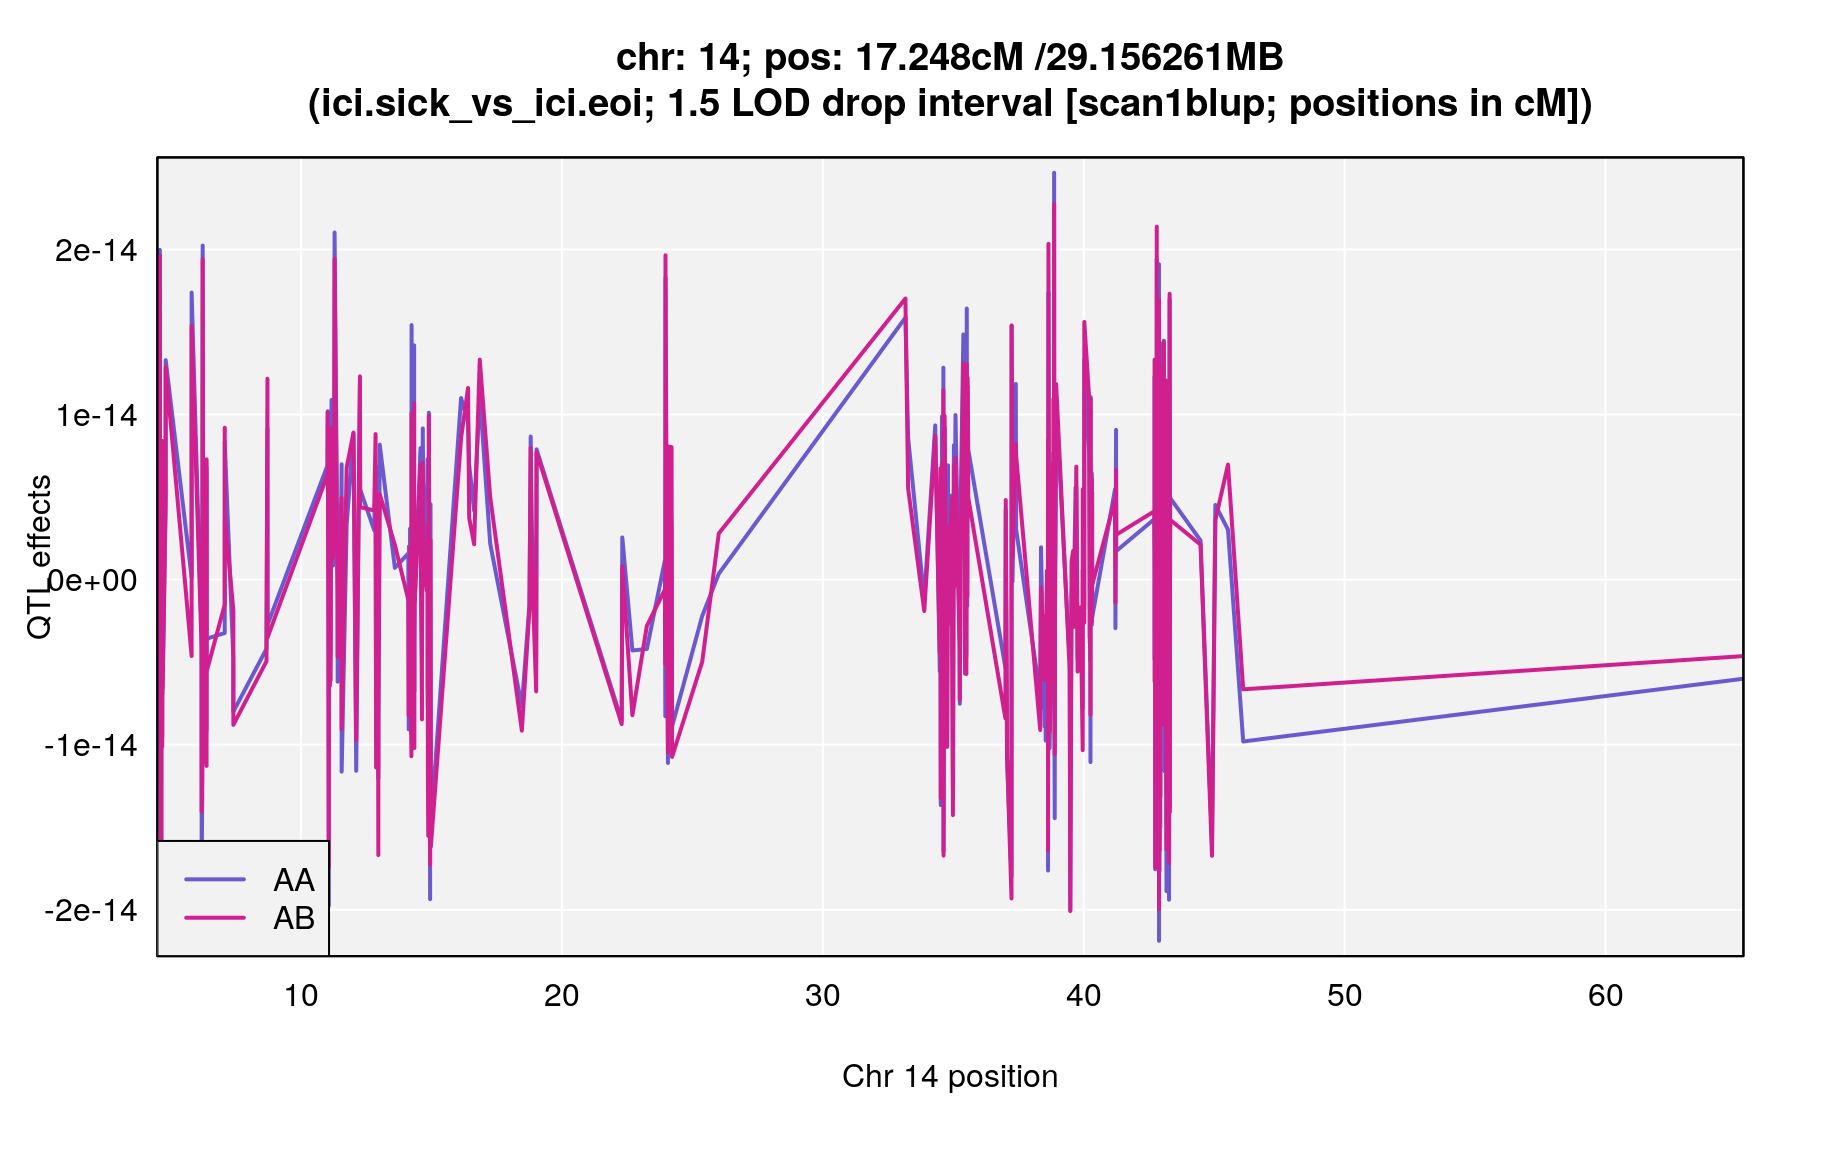 chr: 14; pos: 17.248cM /29.156261MB
(ici.sick_vs_ici.eoi; 1.5 LOD drop interval [scan1blup; positions in cM])
QTL effects
2e-14
1e-14
0e+00
-1e-14
-2e-14
AA
AB
10 20 30 40 50 60
Chr 14 position